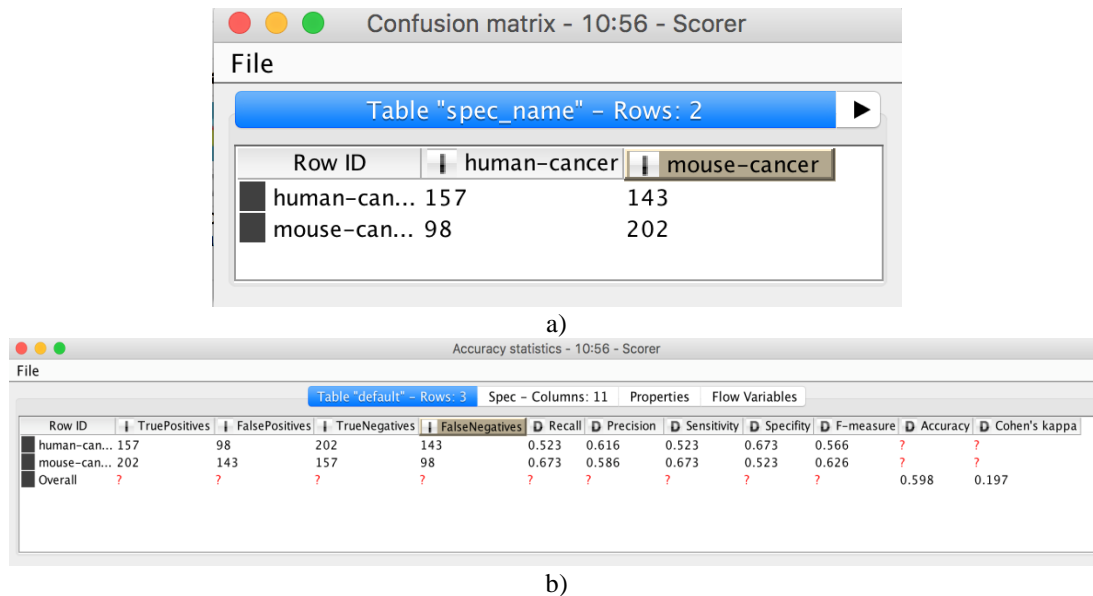 Confusion matrix - 10:56 - Scorer
File
Table "spec_name" - Rows: 2
Row ID human-cancer mouse-cancer
human-can... 157 143
mouse-can... 98 202
a)
Accuracy statistics - 10:56 - Scorer
File
Table "default" - Rows: 3 Spec - Columns: 11 Properties Flow Variables
Row ID I TruePositives I FalsePositives I TrueNegatives I FalseNegatives D Recall D Precision D Sensitivity D Specifity D F-measure D Accuracy D Cohen's kappa
human-can... 157 98 202 143 0.523 0.616 0.523 0.673 0.566 ? ?
mouse-can... 202 143 157 98 0.673 0.586 0.673 0.523 0.626 ? ?
Overall ? ? ? ? ? ? ? ? ? 0.598 0.197
b)